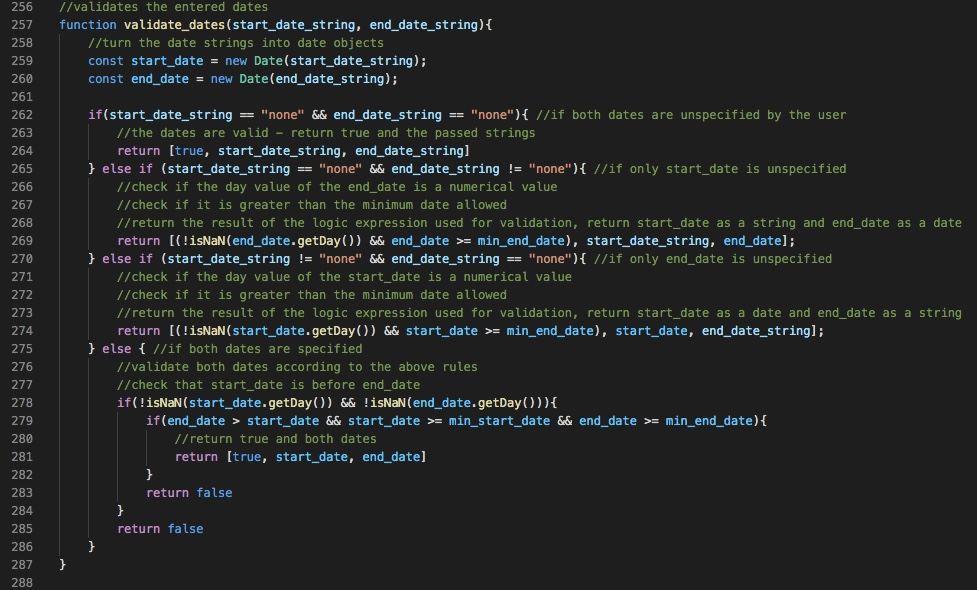 256 //validates the entered dates
257 function validate_dates(start_date_string, end_date_string){
258 //turn the date strings into date objects
259 const start_date = new Date(start_date_string);
260 const end_date = new Date(end_date_string);
261
262 if(start_date_string == "none" && end_date_string == "none"){ //if both dates are unspecified by the user
263 //the dates are valid – return true and the passed strings
264 return [true, start_date_string, end_date_string]
265 } else if (start_date_string == "none" && end_date_string != "none"){ //if only start_date is unspecified
266 //check if the day value of the end_date is a numerical value
267 //check if it is greater than the minimum date allowed
268 //return the result of the logic expression used for validation, return start_date as a string and end_date as a date
269 return [(!isNaN(end_date.getDay()) && end_date >= min_end_date), start_date_string, end_date];
270 } else if (start_date_string != "none" && end_date_string == "none"){ //if only end_date is unspecified
271 //check if the day value of the start_date is a numerical value
272 //check if it is greater than the minimum date allowed
273 //return the result of the logic expression used for validation, return start_date as a date and end_date as a string
274 return [(!isNaN(start_date.getDay()) && start_date >= min_end_date), start_date, end_date_string];
275 } else { //if both dates are specified
276 //validate both dates according to the above rules
277 //check that start_date is before end_date
278 if(!isNaN(start_date.getDay()) && !isNaN(end_date.getDay())){
279 if(end_date > start_date && start_date >= min_start_date && end_date >= min_end_date){
280 //return true and both dates
281 return [true, start_date, end_date]
282 }
283 return false
284 }
285 return false
286 }
287 }
288